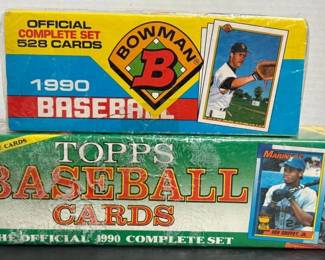 OFFICIAL
COMPLETE SET
528 CARDS
BOWMAN
B
1990
BASEBALL
CARDS
TOPPS
BASEBALL
CARDS
THE OFFICIAL 1990 COMPLETE SET
MARINERS
KEN GRIFFEY, JR.